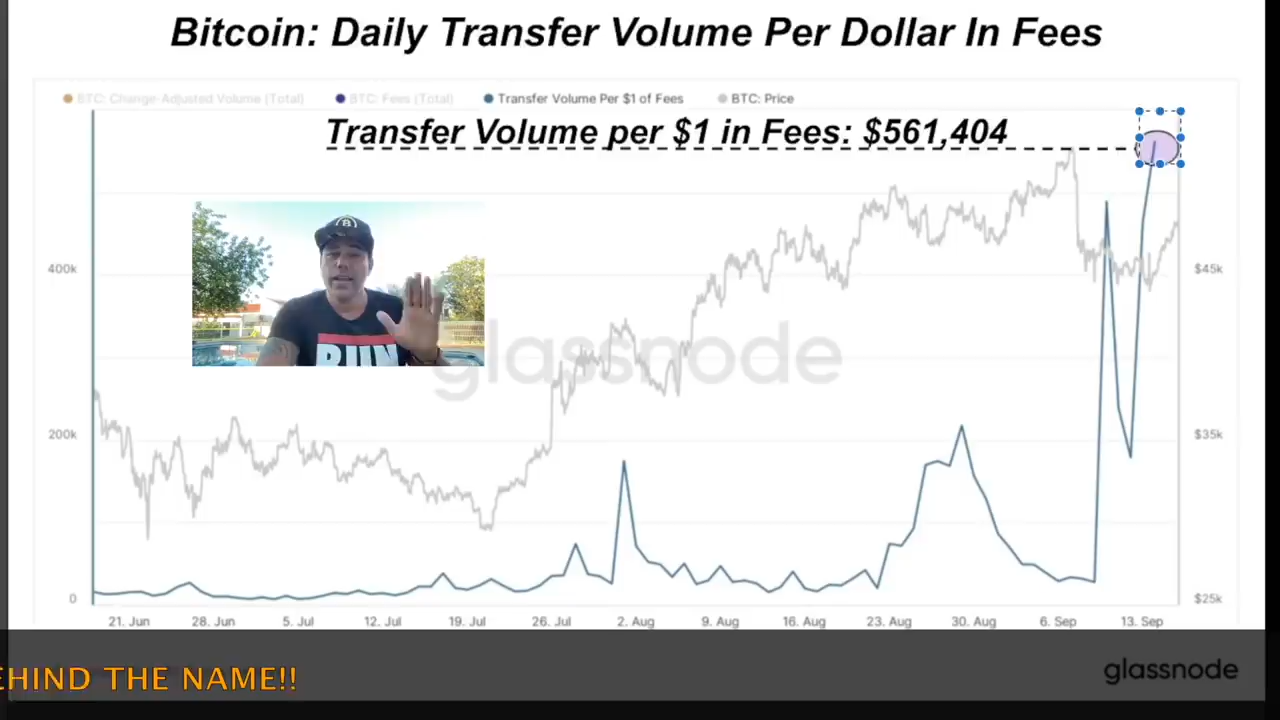 Bitcoin: Daily Transfer Volume Per Dollar In Fees
BTC: Change-Adjusted Volume (Total) BTC: Fees (Total) Transfer Volume Per $1 of Fees BTC: Price
Transfer Volume per $1 in Fees: $561,404
400k $45k
glassnode
RUN
200k $35k
0 $25k
21. Jun 28. Jun 5. Jul 12. Jul 19. Jul 26. Jul 2. Aug 9. Aug 16. Aug 23. Aug 30. Aug 6. Sep 13. Sep
EHIND THE NAME!!
glassnode